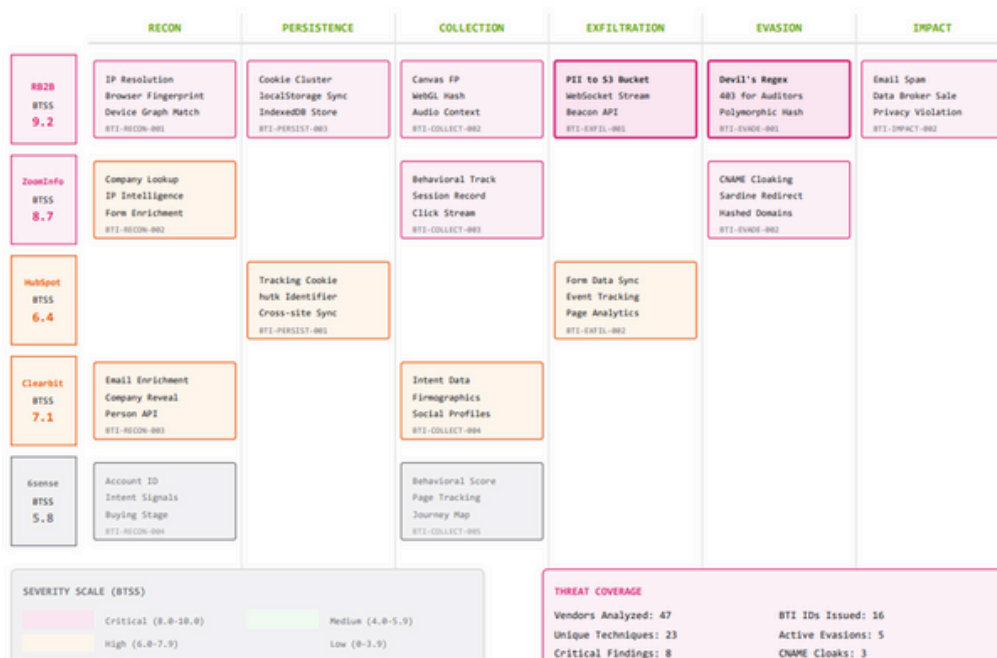 RECON PERSISTENCE COLLECTION EXFILTRATION EVASION IMPACT
RB2B
BTSS
9.2
IP Resolution
Browser Fingerprint
Device Graph Match
BTI-RECON-001
Cookie Cluster
localStorage Sync
IndexedDB Store
BTI-PERSIST-003
Canvas FP
WebGL Hash
Audio Context
BTI-COLLECT-002
PII to S3 Bucket
WebSocket Stream
Beacon API
BTI-EXFIL-001
Devil's Regex
403 for Auditors
Polymorphic Hash
BTI-EVADE-001
Email Spam
Data Broker Sale
Privacy Violation
BTI-IMPACT-002
ZoomInfo
BTSS
8.7
Company Lookup
IP Intelligence
Form Enrichment
BTI-RECON-002
Behavioral Track
Session Record
Click Stream
BTI-COLLECT-003
CNAME Cloaking
Sardine Redirect
Hashed Domains
BTI-EVADE-002
HubSpot
BTSS
6.4
Tracking Cookie
hutk Identifier
Cross-site Sync
BTI-PERSIST-001
Form Data Sync
Event Tracking
Page Analytics
BTI-EXFIL-002
Clearbit
BTSS
7.1
Email Enrichment
Company Reveal
Person API
BTI-RECON-003
Intent Data
Firmographics
Social Profiles
BTI-COLLECT-004
6sense
BTSS
5.8
Account ID
Intent Signals
Buying Stage
BTI-RECON-004
Behavioral Score
Page Tracking
Journey Map
BTI-COLLECT-005
SEVERITY SCALE (BTSS)
Critical (8.0-10.0)
Medium (4.0-5.9)
High (6.0-7.9)
Low (0-3.9)
THREAT COVERAGE
Vendors Analyzed: 47
BTI IDs Issued: 16
Unique Techniques: 23
Active Evasions: 5
Critical Findings: 8
CNAME Cloaks: 3